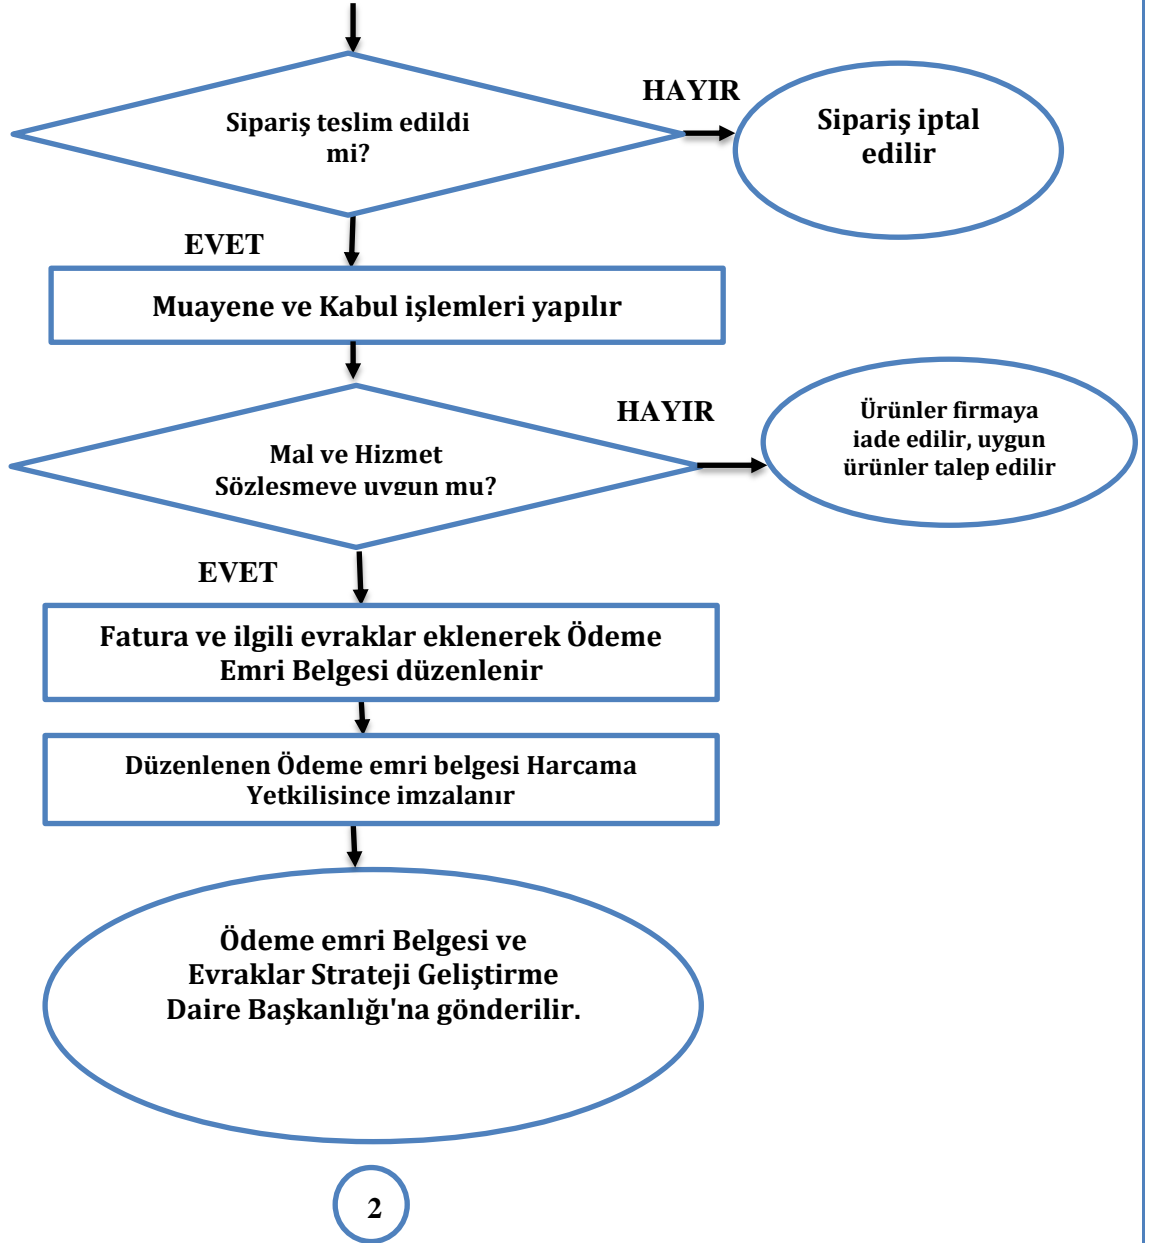 HAYIR
Sipariş teslim edildi
mi?
Sipariş iptal
edilir
EVET
Muayene ve Kabul işlemleri yapılır
HAYIR
Ürünler firmaya
iade edilir, uygun
ürünler talep edilir
Mal ve Hizmet
Sözleşmeye uygun mu?
EVET
Fatura ve ilgili evraklar eklenerek Ödeme
Emri Belgesi düzenlenir
Düzenlenen Ödeme emri belgesi Harcama
Yetkilisince imzalanır
Ödeme emri Belgesi ve
Evraklar Strateji Geliştirme
Daire Başkanlığı'na gönderilir.
2